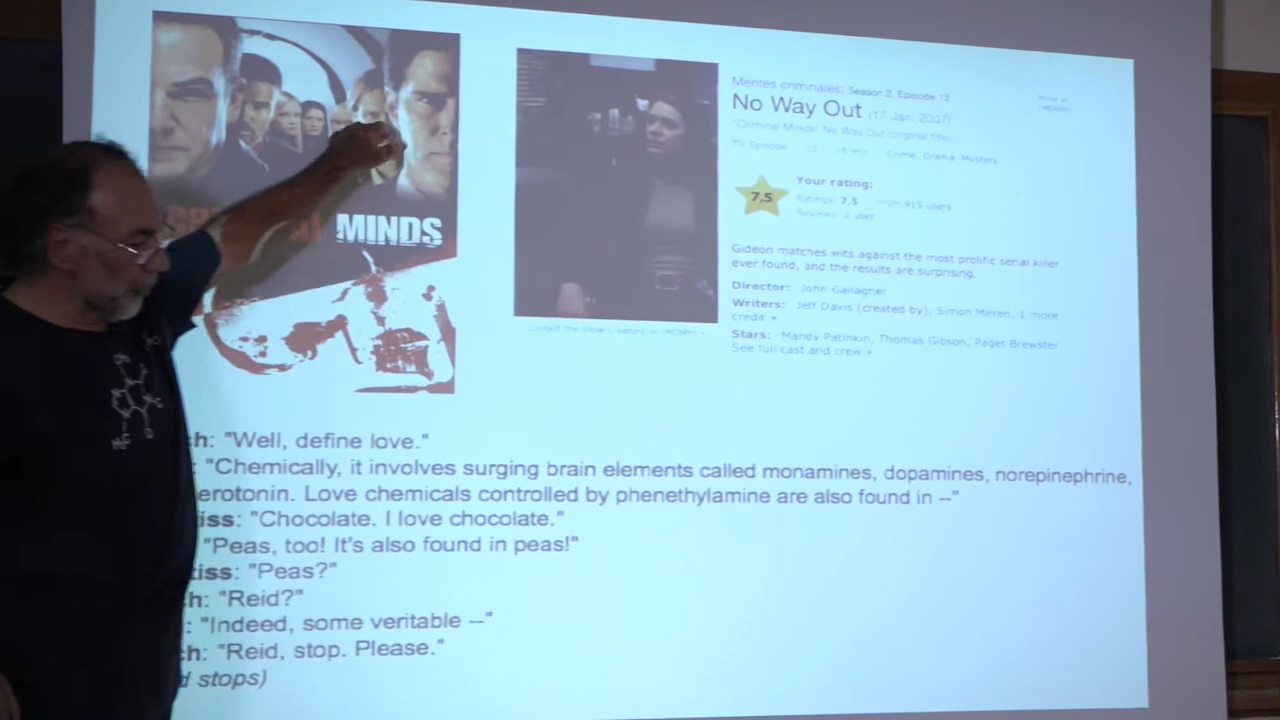 MINDS
Mentes criminales: Season 2, Episode 13
No Way Out (17 Jan. 2007)
"Criminal Minds" No Way Out (original title)
TV Episode
Crime, Drama, Mystery
7,5
Your rating:
Ratings: 7,5 from 915 users
Reviews: 2 user
Gideon matches wits against the most prolific serial killer
ever found, and the results are surprising.
Director: John Gallagher
Writers: Jeff Davis (created by), Simon Mirren, 1 more
credit »
Stars: Mandy Patinkin, Thomas Gibson, Paget Brewster
See full cast and crew »
h: "Well, define love."
: "Chemically, it involves surging brain elements called monamines, dopamines, norepinephrine,
erotonin. Love chemicals controlled by phenethylamine are also found in --"
iss: "Chocolate. I love chocolate."
"Peas, too! It's also found in peas!"
tiss: "Peas?"
h: "Reid?"
: "Indeed, some veritable --"
ch: "Reid, stop. Please."
d stops)